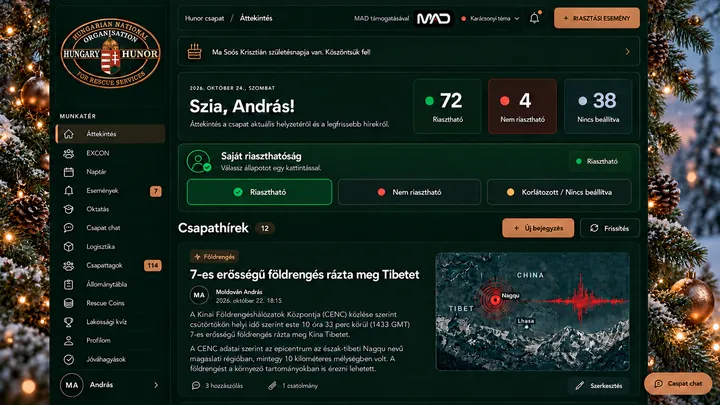 HUNGARIAN NATIONAL
ORGANISATION
HUNGARY HUNOR
FOR RESCUE SERVICES
MUNKATÉR
Áttekintés
EXCON
Naptár
Események 7
Oktatás
Csapat chat
Logisztika
Csapattagok 114
Állománytábla
Rescue Coins
Lakossági kvíz
Profilom
Jóváhagyások
MA András
Hunor csapat / Áttekintés
MAD támogatásával MAD
Karácsonyi téma
+ RIASZTÁSI ESEMÉNY
Ma Soós Krisztián születésnapja van. Köszöntsük fel!
2026. OKTÓBER 24., SZOMBAT
Szia, András!
Áttekintés a csapat aktuális helyzetéről és a legfrissebb hírekről.
72
Riasztható
4
Nem riasztható
38
Nincs beállítva
Saját riaszthatóság
Válassz állapotot egy kattintással.
Riasztható
Riasztható
Nem riasztható
Korlátozott / Nincs beállítva
Csapathírek 12
+ Új bejegyzés
Frissítés
Földrengés
7-es erősségű földrengés rázta meg Tibetet
MA
Moldován András
2026. október 22. 18:15
A Kínai Földrengéshálózatok Központja (CENC) közlése szerint
csütörtökön helyi idő szerint este 10 óra 33 perc körül (1433 GMT)
7-es erősségű földrengés rázta meg Kína Tibetet.
A CENC adatai szerint az epicentrum az észak-tibeti Nagqu nevű
magaslati régióban, mintegy 10 kilométeres mélységben volt. A
földrengést a környező tartományokban is érezni lehetett.
3 hozzászólás
1 csatolmány
CHINA
TIBET
Nagqu
Lhasa
Szerkesztés
Caspat chat